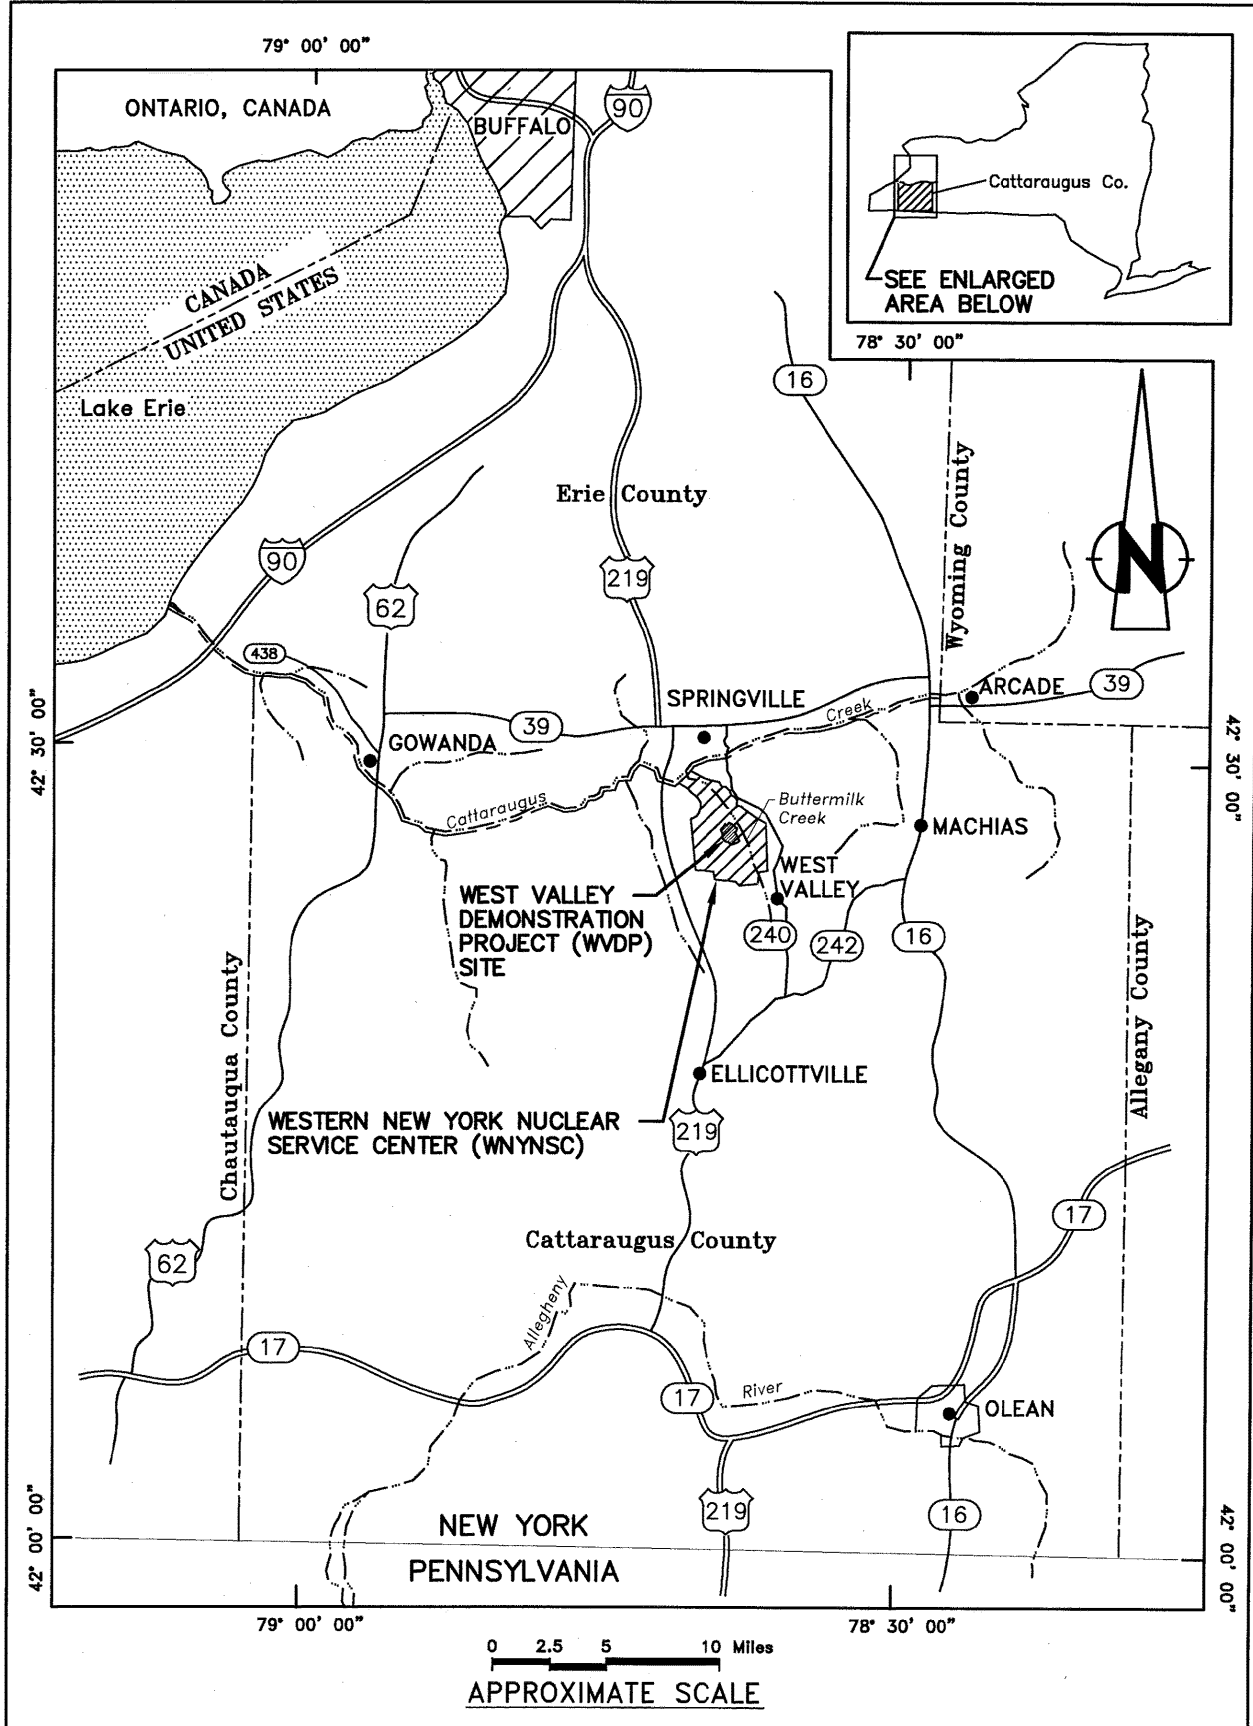 79° 00' 00"
ONTARIO, CANADA
BUFFALO
90
Cattaraugus Co.
SEE ENLARGED
AREA BELOW
78° 30' 00"
CANADA
UNITED STATES
Lake Erie
16
Erie County
Wyoming County
N
90
62
219
438
SPRINGVILLE
ARCADE
39
Creek
39
GOWANDA
42° 30' 00"
42° 30' 00"
Cattaraugus
Buttermilk
Creek
MACHIAS
WEST
VALLEY
WEST VALLEY
DEMONSTRATION
PROJECT (WVDP)
SITE
240
242
16
Chautauqua County
Allegany County
ELLICOTTVILLE
WESTERN NEW YORK NUCLEAR
SERVICE CENTER (WNYNSC)
219
17
Cattaraugus County
62
Allegheny
17
17
River
OLEAN
219
16
NEW YORK
PENNSYLVANIA
42° 00' 00"
42° 00' 00"
79° 00' 00"
78° 30' 00"
0 2.5 5 10 Miles
APPROXIMATE SCALE